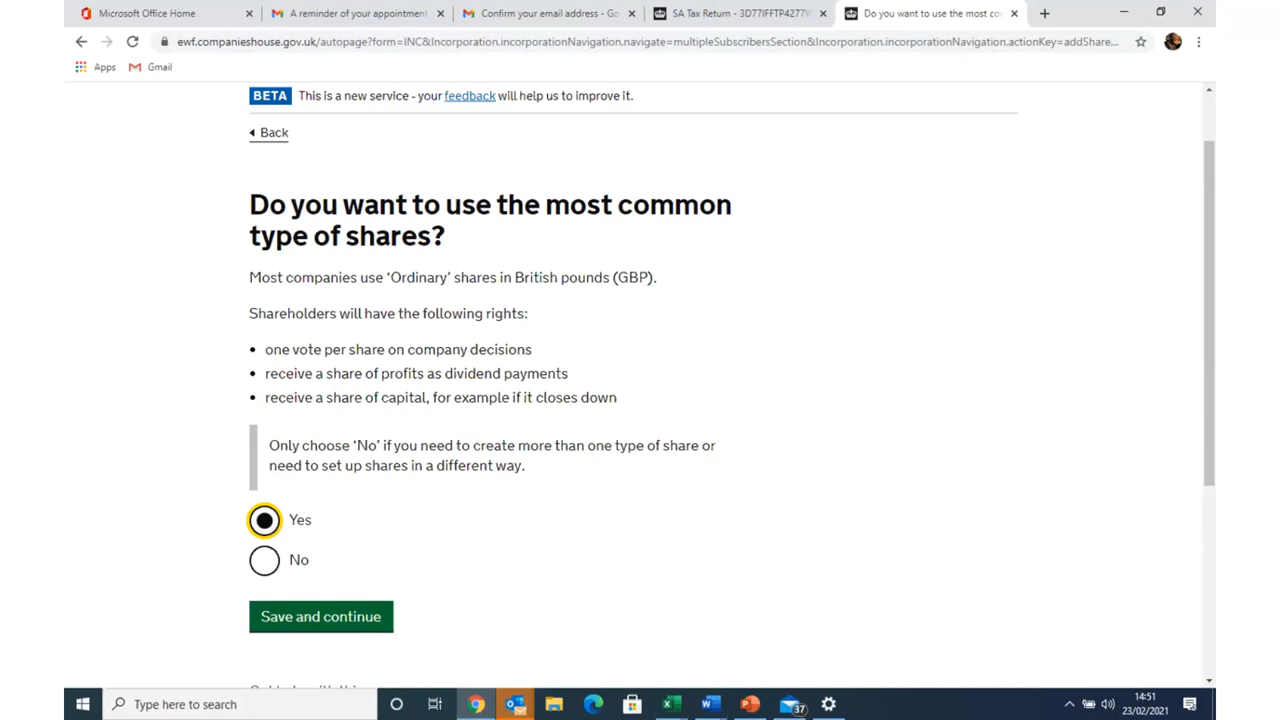 Microsoft Office Home
A reminder of your appointment
Confirm your email address - Go
SA Tax Return - 3D77IFFTP4277
Do you want to use the most co
ewf.companieshouse.gov.uk/autopage?form=INC&Incorporation.incorporationNavigation.navigate=multipleSubscribersSection&Incorporation.incorporationNavigation.actionKey=addShare...
Apps
Gmail
BETA This is a new service - your feedback will help us to improve it.
Back
Do you want to use the most common
type of shares?
Most companies use ‘Ordinary’ shares in British pounds (GBP).
Shareholders will have the following rights:
• one vote per share on company decisions
• receive a share of profits as dividend payments
• receive a share of capital, for example if it closes down
Only choose ‘No’ if you need to create more than one type of share or
need to set up shares in a different way.
Yes
No
Save and continue
Type here to search
37
14:51
23/02/2021